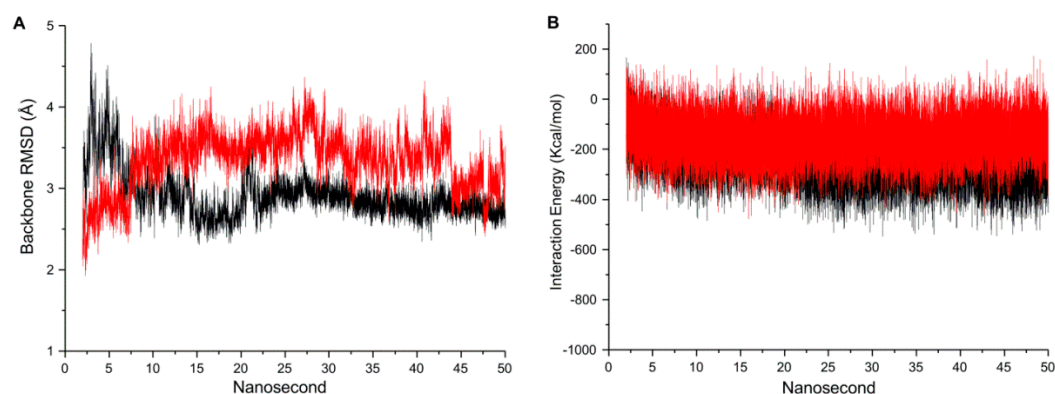 A
5
4
3
2
1
Backbone RMSD (Å)
0 5 10 15 20 25 30 35 40 45 50
Nanosecond
B
200
0
-200
-400
-600
-800
-1000
Interaction Energy (Kcal/mol)
0 5 10 15 20 25 30 35 40 45 50
Nanosecond